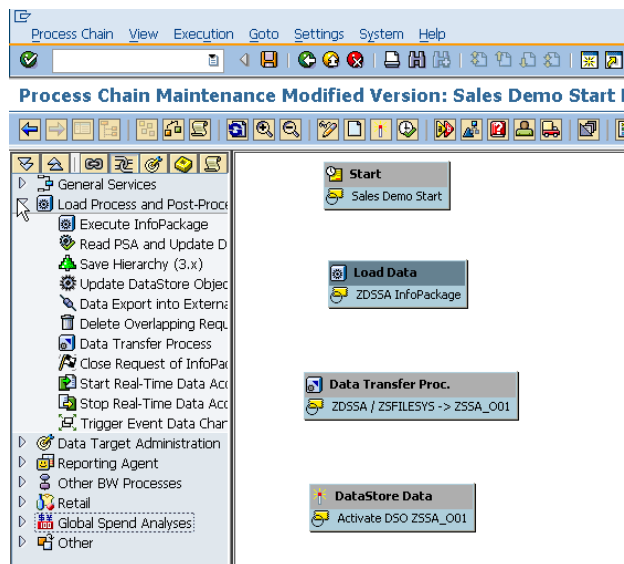 Process Chain View Execution Goto Settings System Help
Process Chain Maintenance Modified Version: Sales Demo Start
General Services
Load Process and Post-Proce
Execute InfoPackage
Read PSA and Update D
Save Hierarchy (3.x)
Update DataStore Objec
Data Export into Externa
Delete Overlapping Requ
Data Transfer Process
Close Request of InfoPac
Start Real-Time Data Acc
Stop Real-Time Data Acc
Trigger Event Data Char
Data Target Administration
Reporting Agent
Other BW Processes
Retail
Global Spend Analyses
Other
Start
Sales Demo Start
Load Data
ZDSSA InfoPackage
Data Transfer Proc.
ZDSSA / ZSFILESYS -> ZSSA_O01
DataStore Data
Activate DSO ZSSA_O01